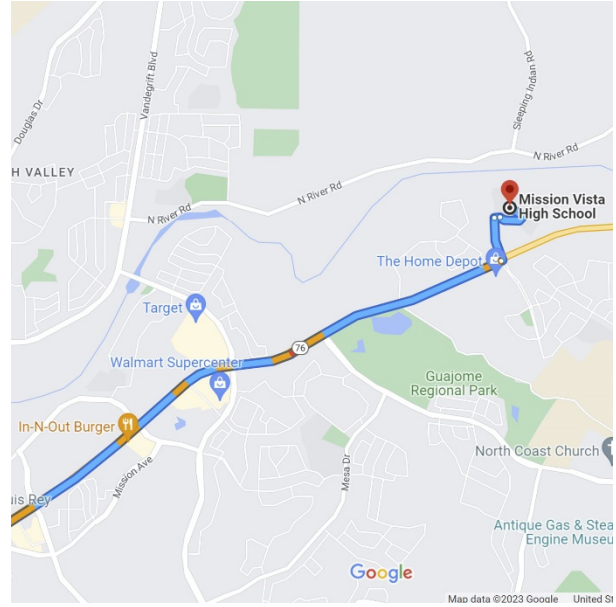 Douglas Dr
Vandegrift Blvd
Sleeping Indian Rd
H VALLEY
N River Rd
N River Rd
Mission Vista
High School
The Home Depot
Target
76
Walmart Supercenter
Guajome
Regional Park
In-N-Out Burger
Mission Ave
Mesa Dr
North Coast Church
uis Rey
Antique Gas & Stea
Engine Museu
Google
Map data ©2023 Google
United St